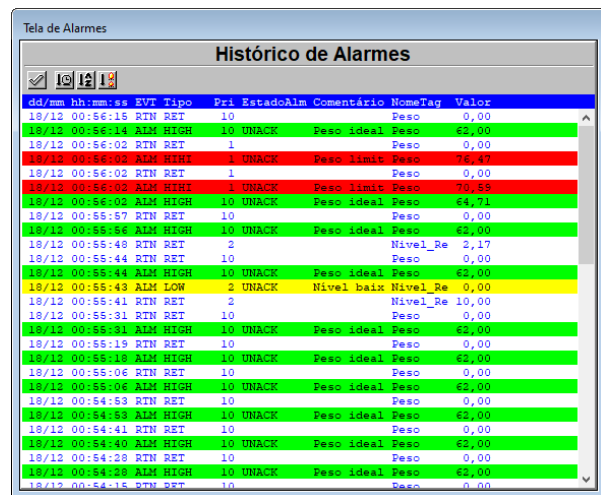 Tela de Alarmes
Histórico de Alarmes
dd/mm hh:mm:ss EVT Tipo Pri EstadoAlm Comentário NomeTag Valor
18/12 00:56:15 RTN RET 10 Peso 0,00
18/12 00:56:14 ALM HIGH 10 UNACK Peso ideal Peso 62,00
18/12 00:56:02 RTN RET 1 Peso 0,00
18/12 00:56:02 ALM HIHI 1 UNACK Peso limit Peso 76,47
18/12 00:56:02 RTN RET 1 Peso 0,00
18/12 00:56:02 ALM HIHI 1 UNACK Peso limit Peso 70,59
18/12 00:56:02 ALM HIGH 10 UNACK Peso ideal Peso 64,71
18/12 00:55:57 RTN RET 10 Peso 0,00
18/12 00:55:56 ALM HIGH 10 UNACK Peso ideal Peso 62,00
18/12 00:55:48 RTN RET 2 Nivel_Re 2,17
18/12 00:55:44 RTN RET 10 Peso 0,00
18/12 00:55:44 ALM HIGH 10 UNACK Peso ideal Peso 62,00
18/12 00:55:43 ALM LOW 2 UNACK Nível baix Nivel_Re 0,00
18/12 00:55:41 RTN RET 2 Nivel_Re 10,00
18/12 00:55:31 RTN RET 10 Peso 0,00
18/12 00:55:31 ALM HIGH 10 UNACK Peso ideal Peso 62,00
18/12 00:55:19 RTN RET 10 Peso 0,00
18/12 00:55:18 ALM HIGH 10 UNACK Peso ideal Peso 62,00
18/12 00:55:06 RTN RET 10 Peso 0,00
18/12 00:55:06 ALM HIGH 10 UNACK Peso ideal Peso 62,00
18/12 00:54:53 RTN RET 10 Peso 0,00
18/12 00:54:53 ALM HIGH 10 UNACK Peso ideal Peso 62,00
18/12 00:54:41 RTN RET 10 Peso 0,00
18/12 00:54:40 ALM HIGH 10 UNACK Peso ideal Peso 62,00
18/12 00:54:28 RTN RET 10 Peso 0,00
18/12 00:54:28 ALM HIGH 10 UNACK Peso ideal Peso 62,00
18/12 00:54:15 RTN RET 10 Peso 0,00